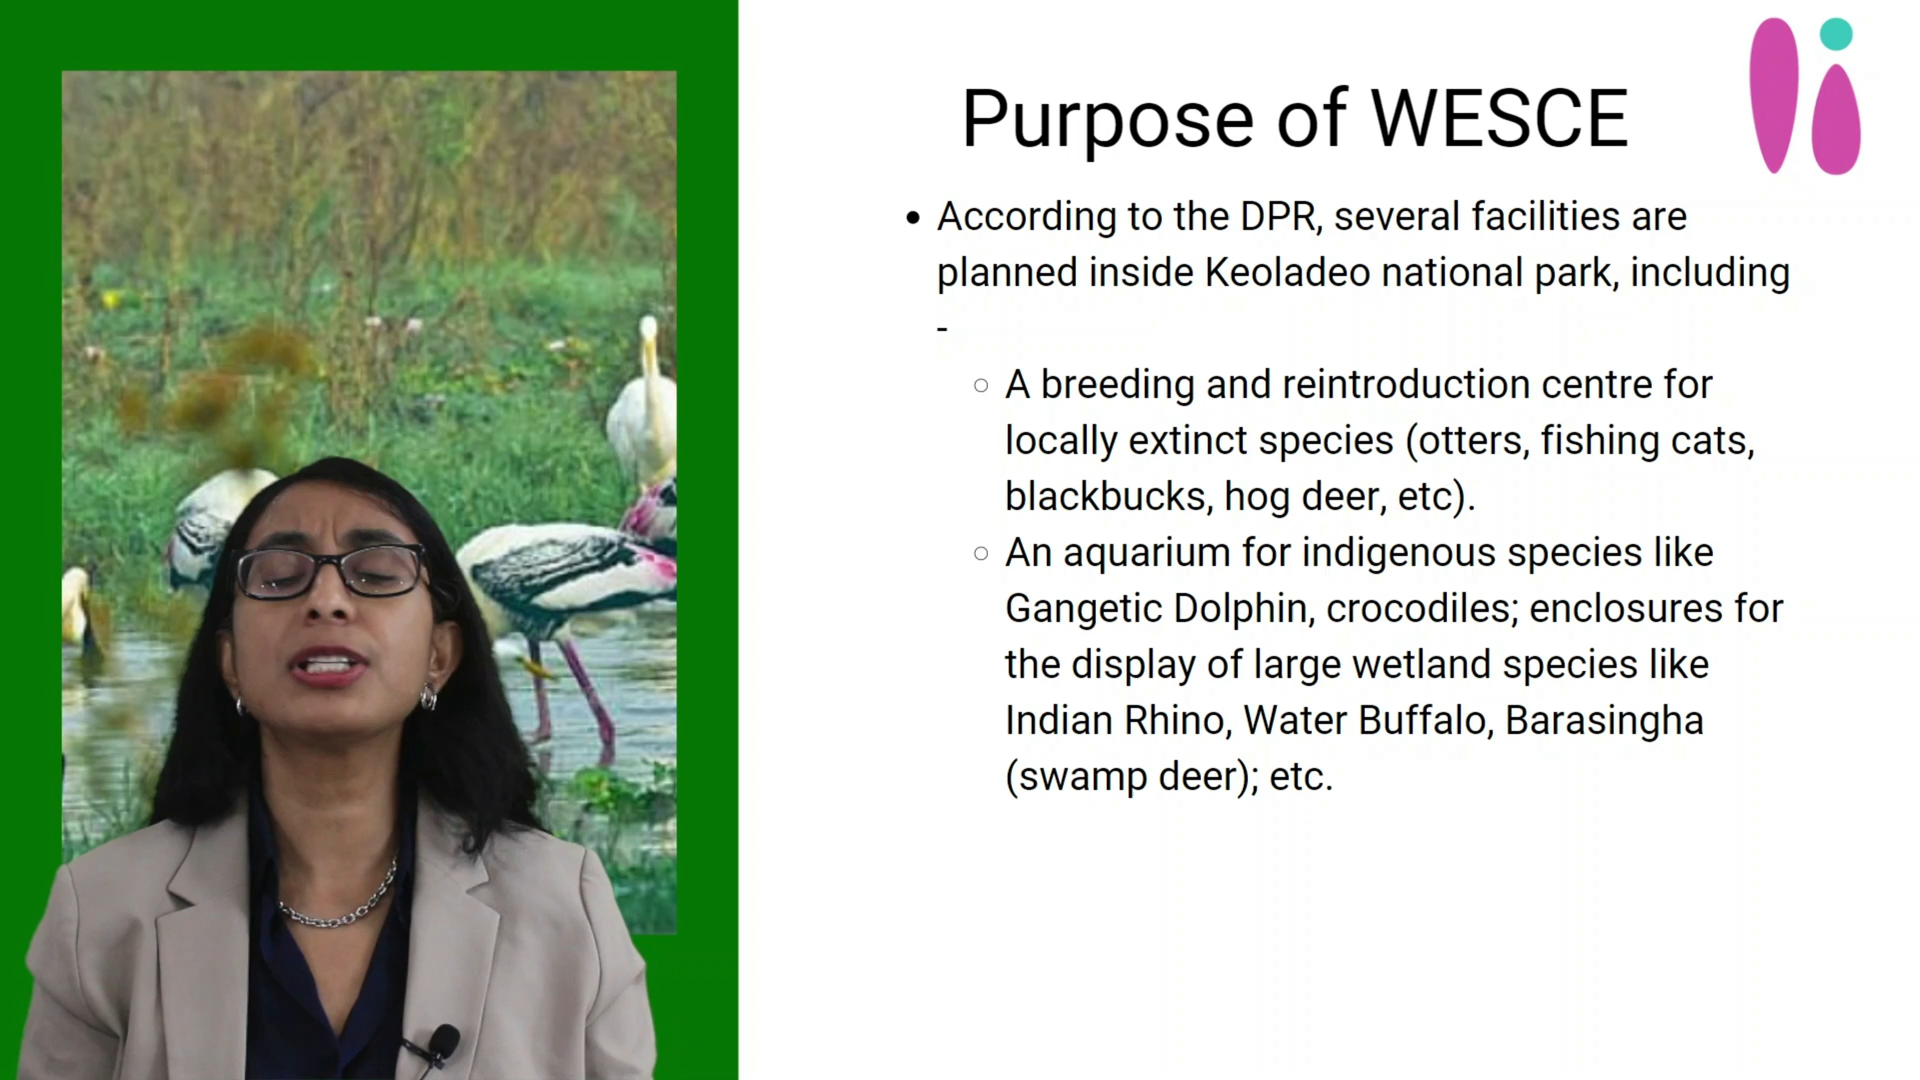 Purpose of WESCE
• According to the DPR, several facilities are
planned inside Keoladeo national park, including
-
○ A breeding and reintroduction centre for
locally extinct species (otters, fishing cats,
blackbucks, hog deer, etc).
○ An aquarium for indigenous species like
Gangetic Dolphin, crocodiles; enclosures for
the display of large wetland species like
Indian Rhino, Water Buffalo, Barasingha
(swamp deer); etc.